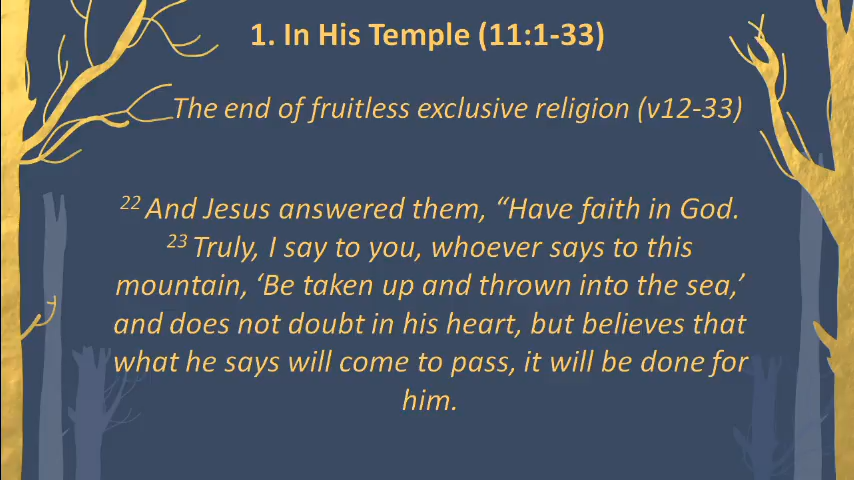 1. In His Temple (11:1-33)
The end of fruitless exclusive religion (v12-33)
22 And Jesus answered them, “Have faith in God.
23 Truly, I say to you, whoever says to this
mountain, ‘Be taken up and thrown into the sea,’
and does not doubt in his heart, but believes that
what he says will come to pass, it will be done for
him.